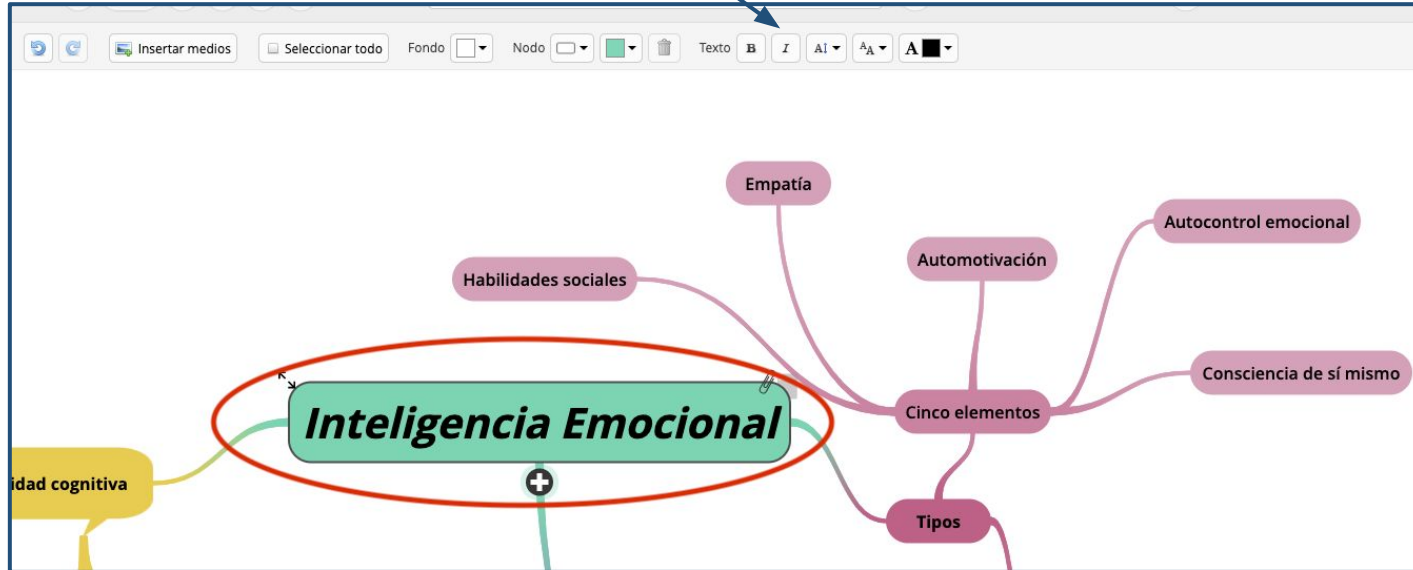 Insertar medios Seleccionar todo Fondo Nodo Texto B I AI AA A
Empatía
Autocontrol emocional
Automotivación
Habilidades sociales
Consciencia de sí mismo
Cinco elementos
Inteligencia Emocional
idad cognitiva
Tipos